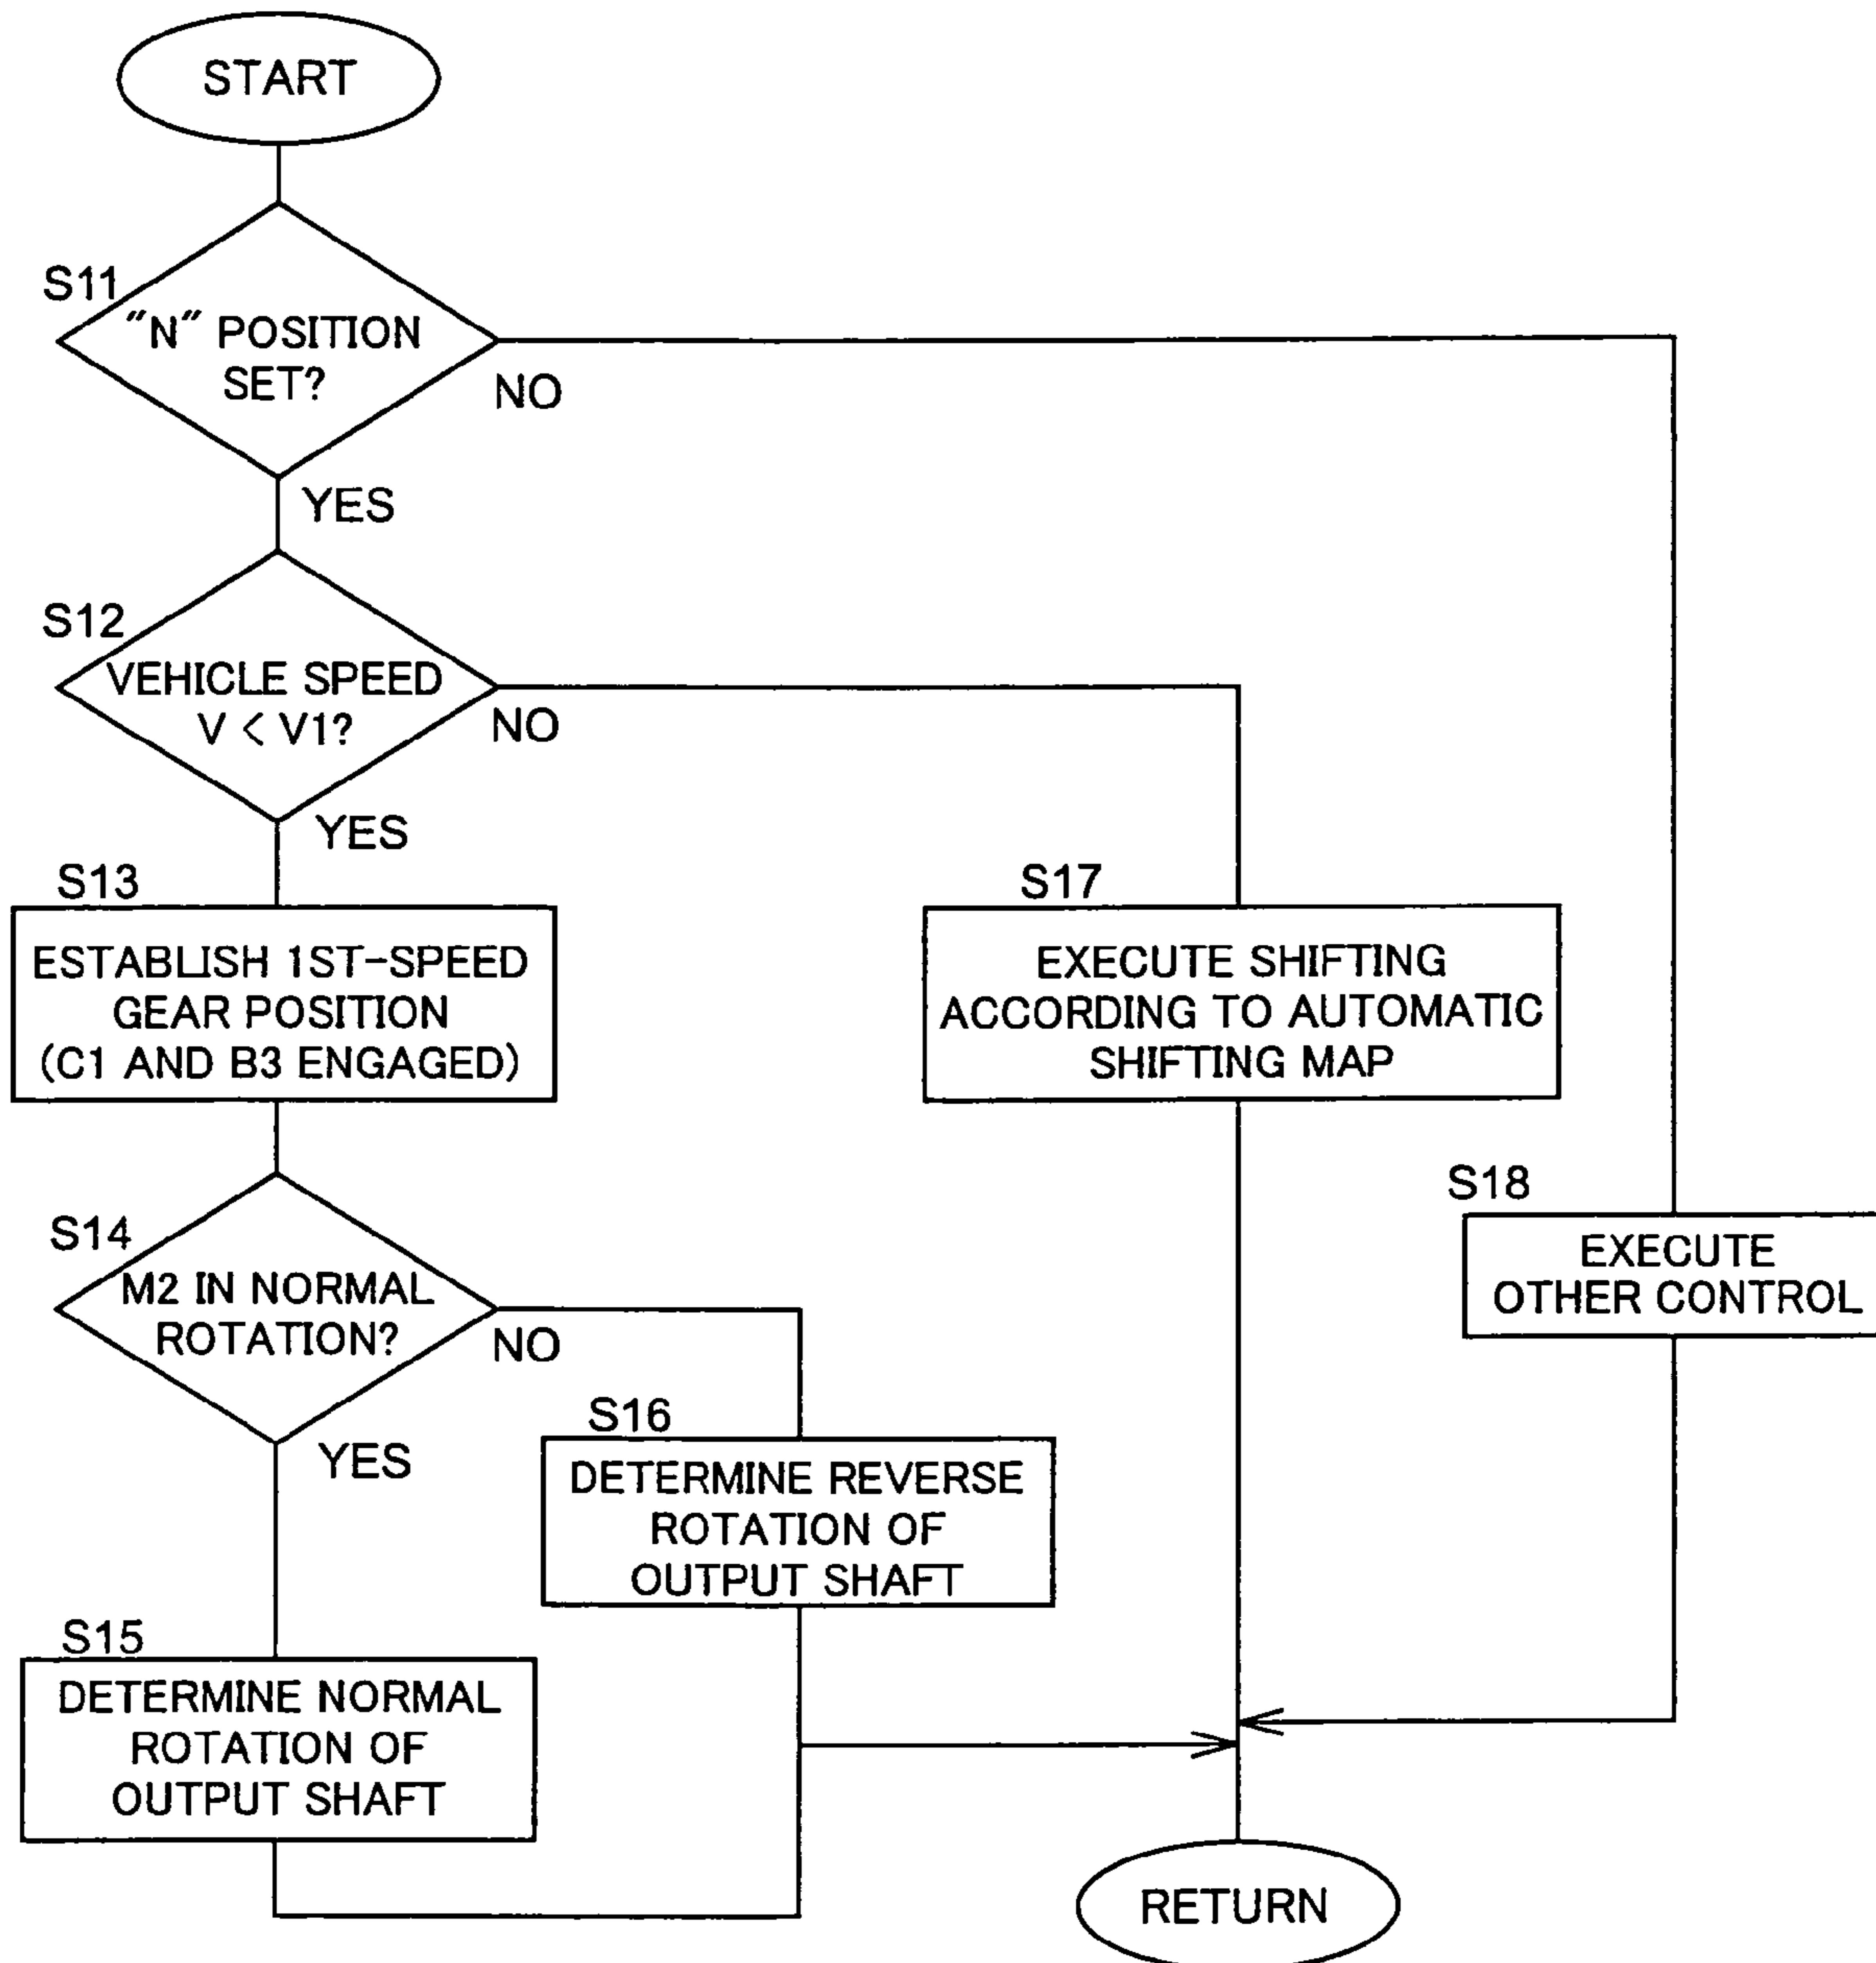 START
S11
"N" POSITION
SET?
NO
YES
S12
VEHICLE SPEED
V < V1?
NO
YES
S13
ESTABLISH 1ST-SPEED
GEAR POSITION
(C1 AND B3 ENGAGED)
S17
EXECUTE SHIFTING
ACCORDING TO AUTOMATIC
SHIFTING MAP
S14
M2 IN NORMAL
ROTATION?
NO
YES
S18
EXECUTE
OTHER CONTROL
S16
DETERMINE REVERSE
ROTATION OF
OUTPUT SHAFT
S15
DETERMINE NORMAL
ROTATION OF
OUTPUT SHAFT
RETURN